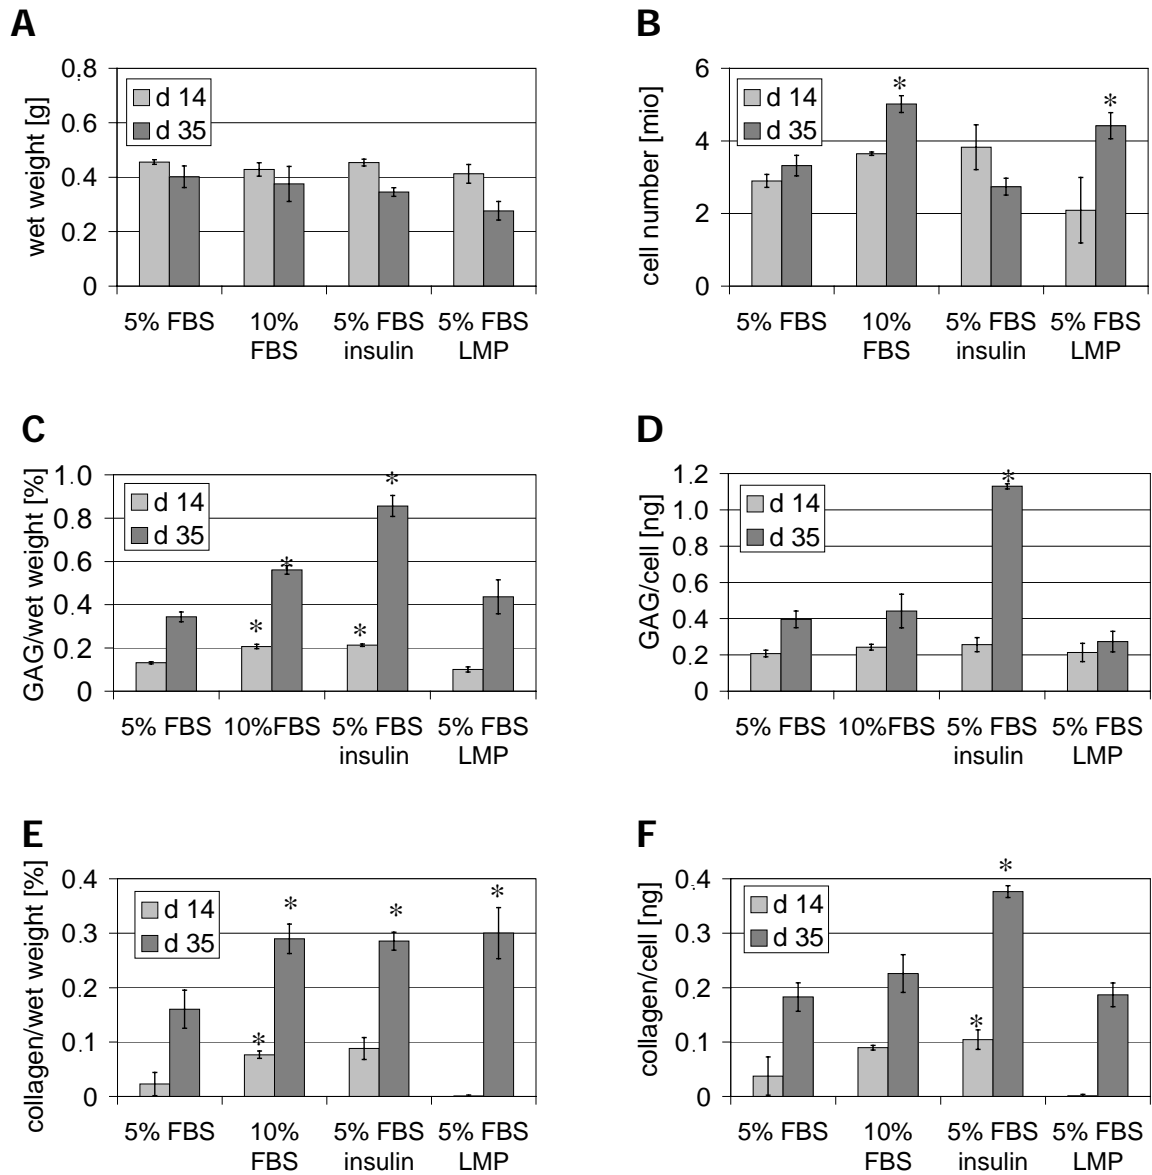 A
wet weight [g]
0.8
0.6
0.4
0.2
0
d 14
d 35
5% FBS 10% 5% FBS 5% FBS
FBS insulin LMP
B
cell number [mio]
6
4
2
0
d 14
d 35
*
*
5% FBS 10% 5% FBS 5% FBS
FBS insulin LMP
C
GAG/wet weight [%]
1.0
0.8
0.6
0.4
0.2
0
d 14
d 35
*
*
*
*
5% FBS 10%FBS 5% FBS 5% FBS
insulin LMP
D
GAG/cell [ng]
1.2
1.0
0.8
0.6
0.4
0.2
0
d 14
d 35
*
5% FBS 10%FBS 5% FBS 5% FBS
insulin LMP
E
collagen/wet weight [%]
0.4
0.3
0.2
0.1
0
d 14
d 35
*
*
*
*
5% FBS 10% 5% FBS 5% FBS
FBS insulin LMP
F
collagen/cell [ng]
0.4
0.3
0.2
0.1
0
d 14
d 35
*
*
5% FBS 10% 5% FBS 5% FBS
FBS insulin LMP